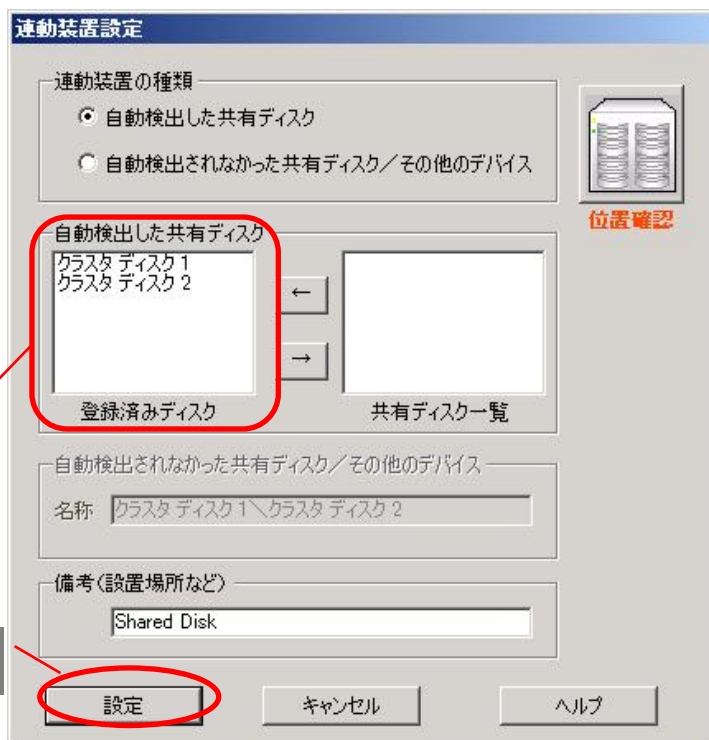 連動装置設定
連動装置の種類
自動検出した共有ディスク
自動検出されなかった共有ディスク／その他のデバイス
位置確認
自動検出した共有ディスク
クラスタ ディスク 1
クラスタ ディスク 2
←
→
登録済みディスク
共有ディスク一覧
自動検出されなかった共有ディスク／その他のデバイス
名称 クラスタ ディスク 1＼クラスタ ディスク 2
備考(設置場所など)
Shared Disk
設定 キャンセル ヘルプ